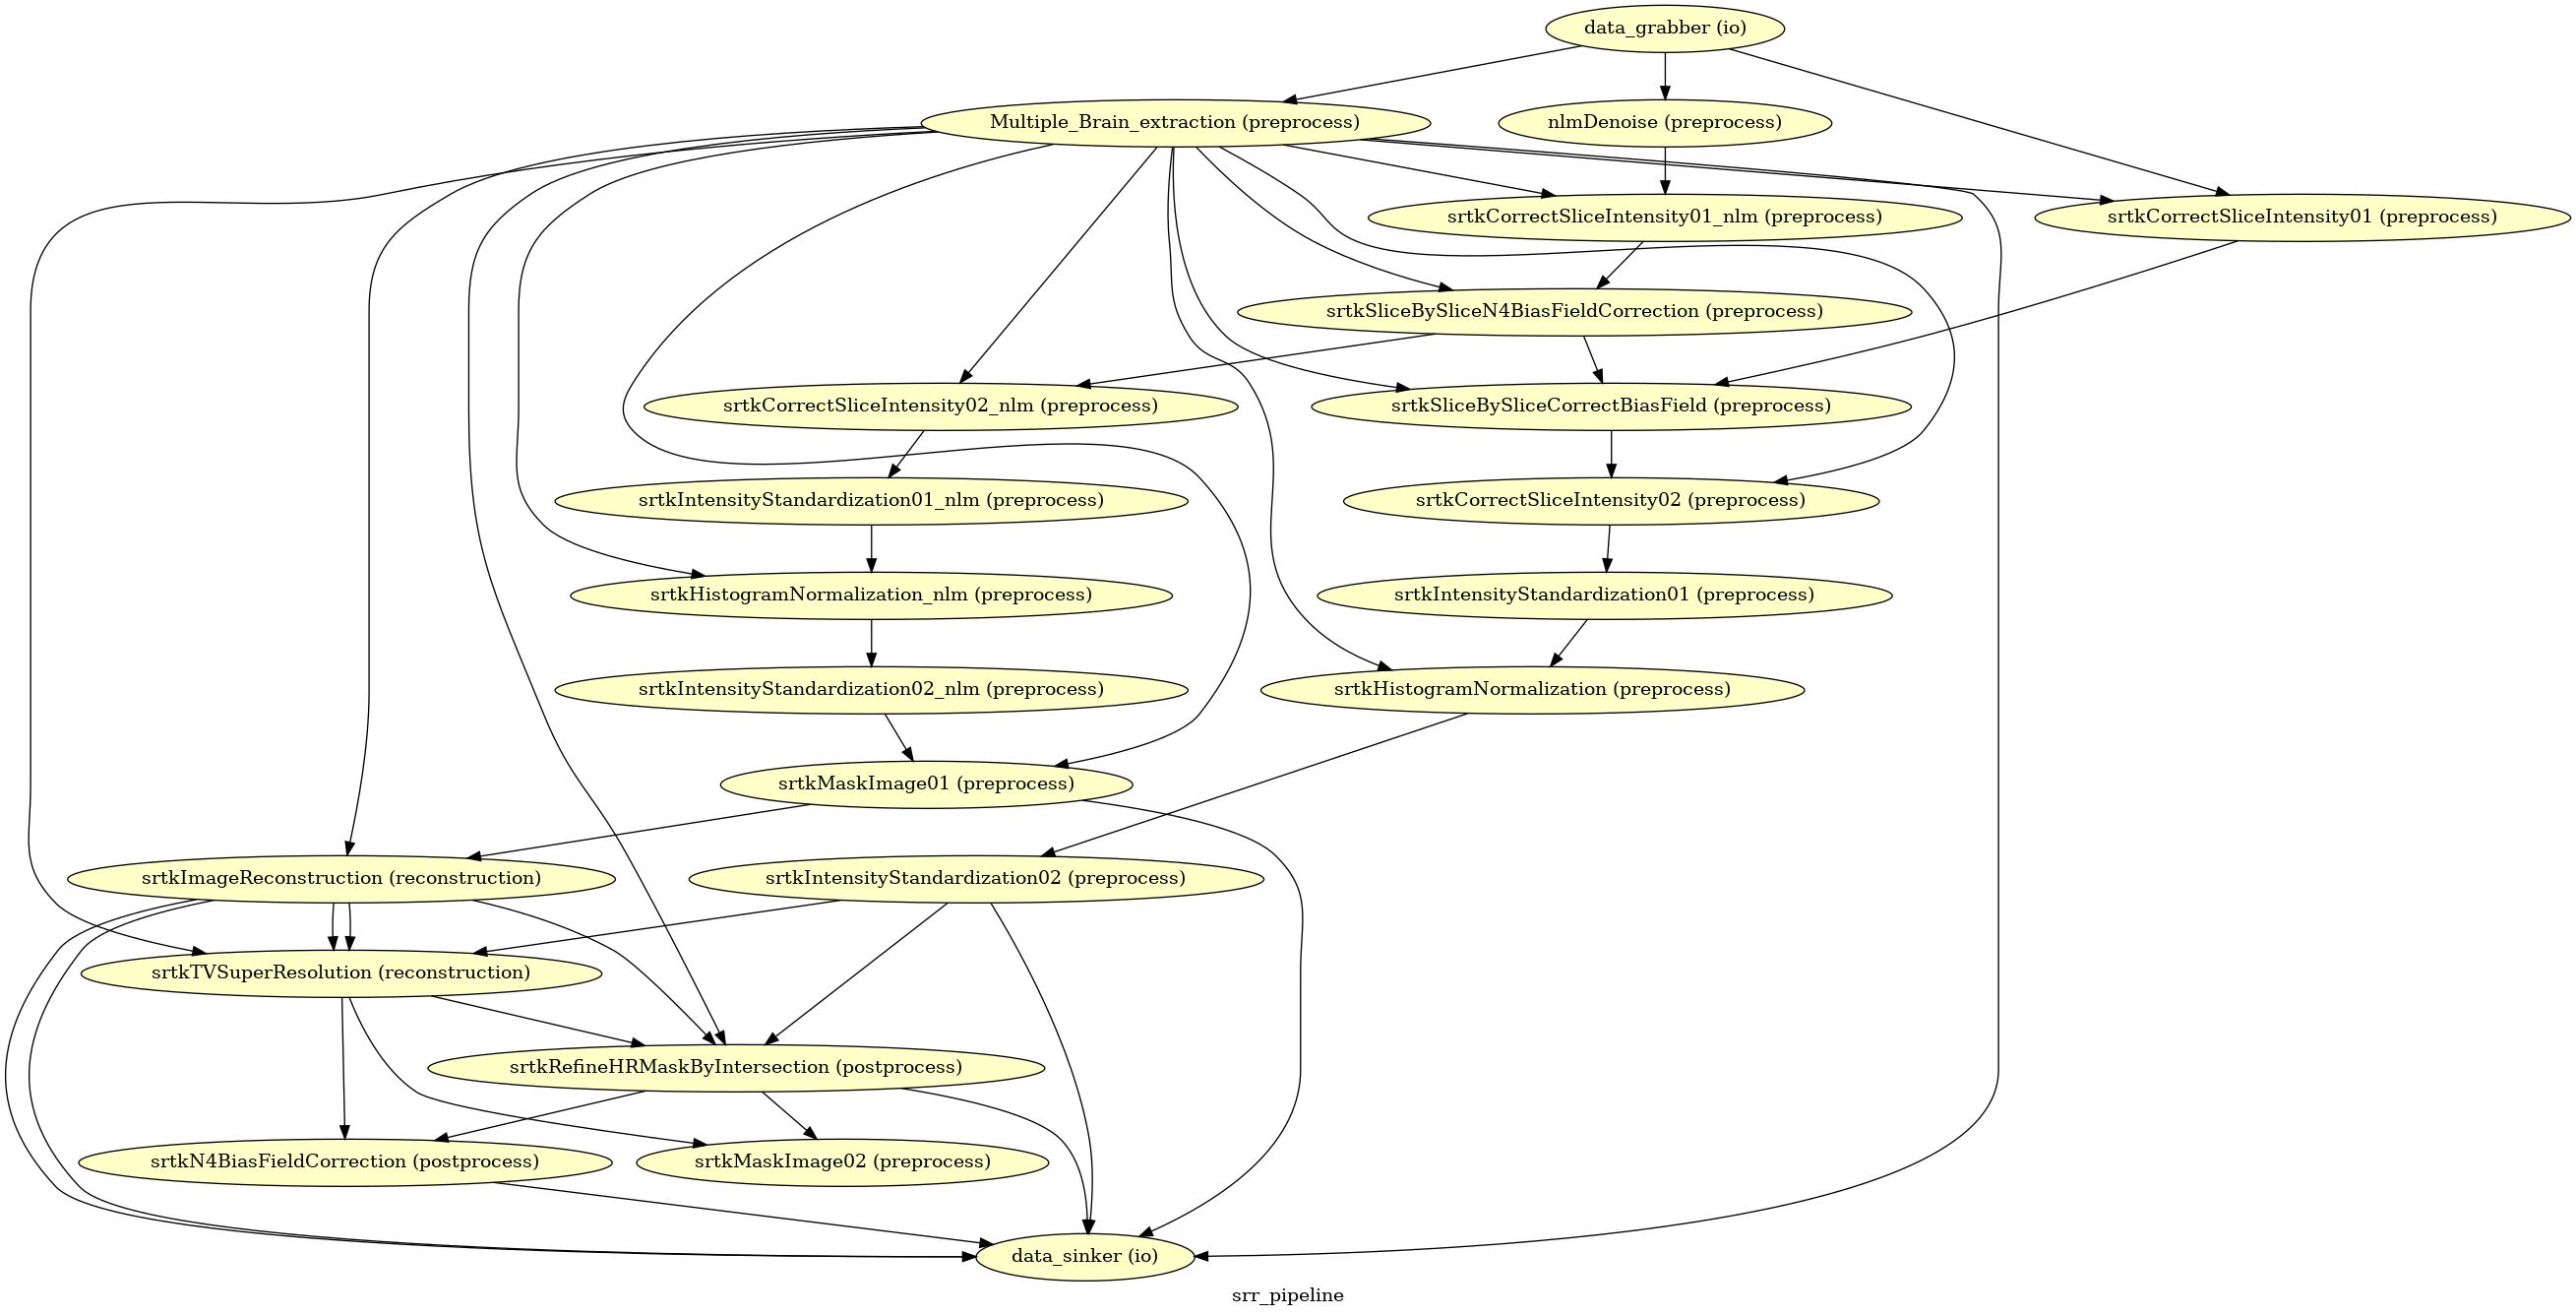 data_grabber (io)
Multiple_Brain_extraction (preprocess)
nlmDenoise (preprocess)
srtkCorrectSliceIntensity01_nlm (preprocess)
srtkCorrectSliceIntensity01 (preprocess)
srtkSliceBySliceN4BiasFieldCorrection (preprocess)
srtkCorrectSliceIntensity02_nlm (preprocess)
srtkSliceBySliceCorrectBiasField (preprocess)
srtkIntensityStandardization01_nlm (preprocess)
srtkCorrectSliceIntensity02 (preprocess)
srtkHistogramNormalization_nlm (preprocess)
srtkIntensityStandardization01 (preprocess)
srtkIntensityStandardization02_nlm (preprocess)
srtkHistogramNormalization (preprocess)
srtkMaskImage01 (preprocess)
srtkImageReconstruction (reconstruction)
srtkIntensityStandardization02 (preprocess)
srtkTVSuperResolution (reconstruction)
srtkRefineHRMaskByIntersection (postprocess)
srtkN4BiasFieldCorrection (postprocess)
srtkMaskImage02 (preprocess)
data_sinker (io)
srr_pipeline